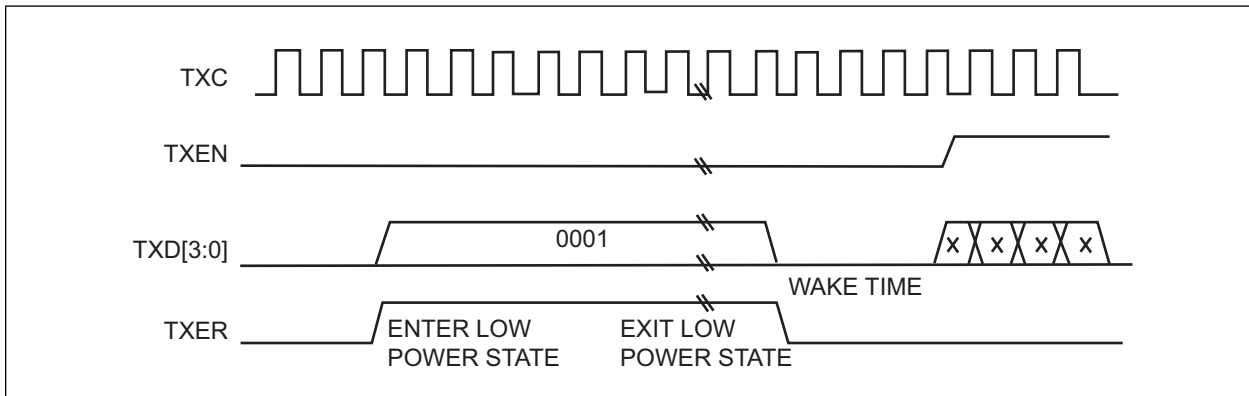 TXC
TXEN
TXD[3:0]
0001
x x x x
WAKE TIME
TXER
ENTER LOW
POWER STATE
EXIT LOW
POWER STATE